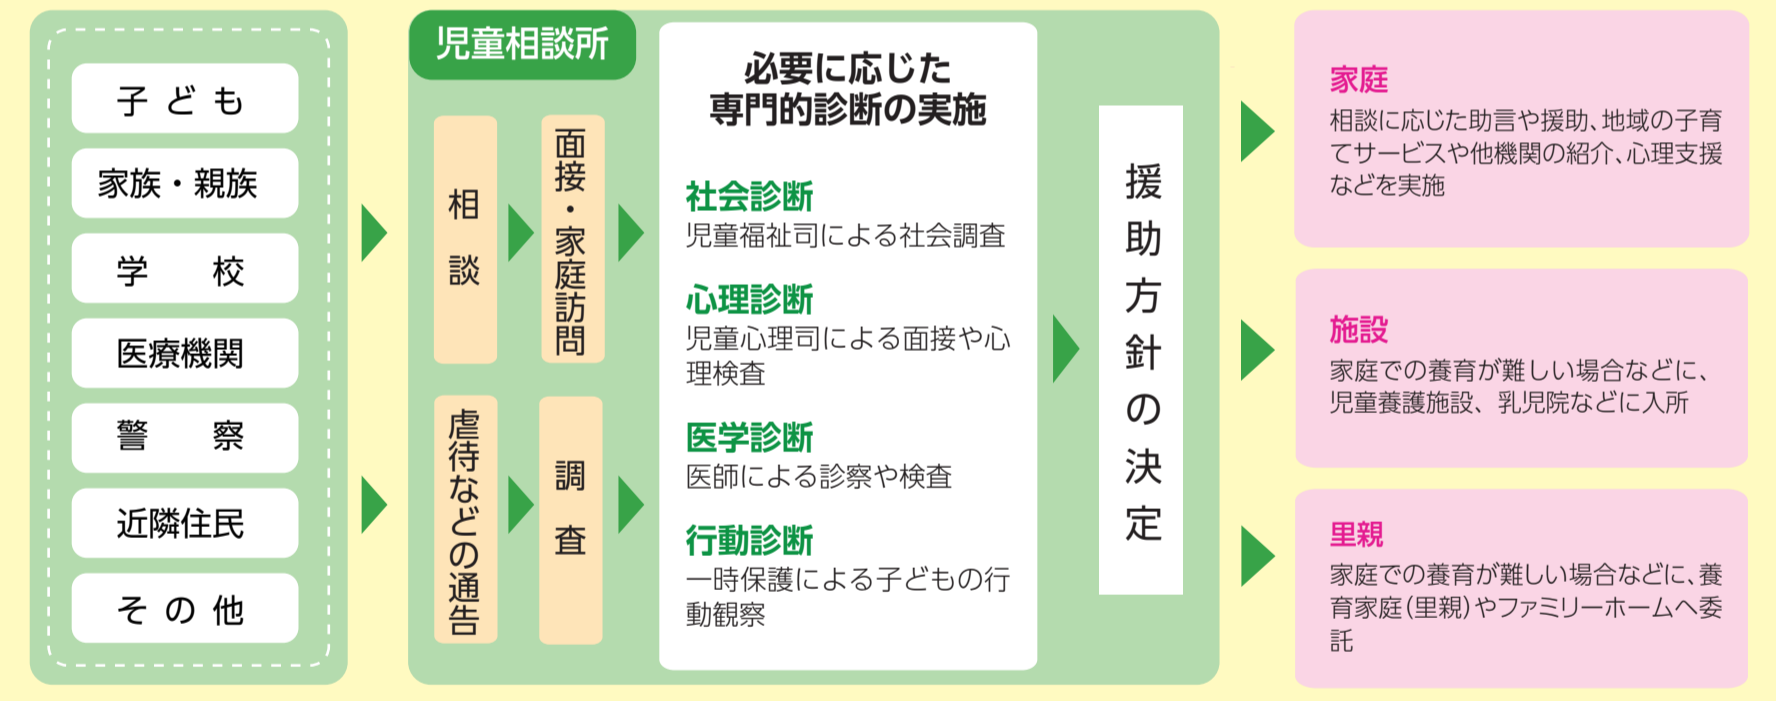 子ども
家族・親族
学校
医療機関
警察
近隣住民
その他
児童相談所
相談
面接・家庭訪問
虐待などの通告
調査
必要に応じた
専門的診断の実施
社会診断
児童福祉司による社会調査
心理診断
児童心理司による面接や心
理検査
医学診断
医師による診察や検査
行動診断
一時保護による子どもの行
動観察
援助方針の決定
家庭
相談に応じた助言や援助、地域の子育
てサービスや他機関の紹介、心理支援
などを実施
施設
家庭での養育が難しい場合などに、
児童養護施設、乳児院などに入所
里親
家庭での養育が難しい場合などに、養
育家庭(里親)やファミリーホームへ委
託